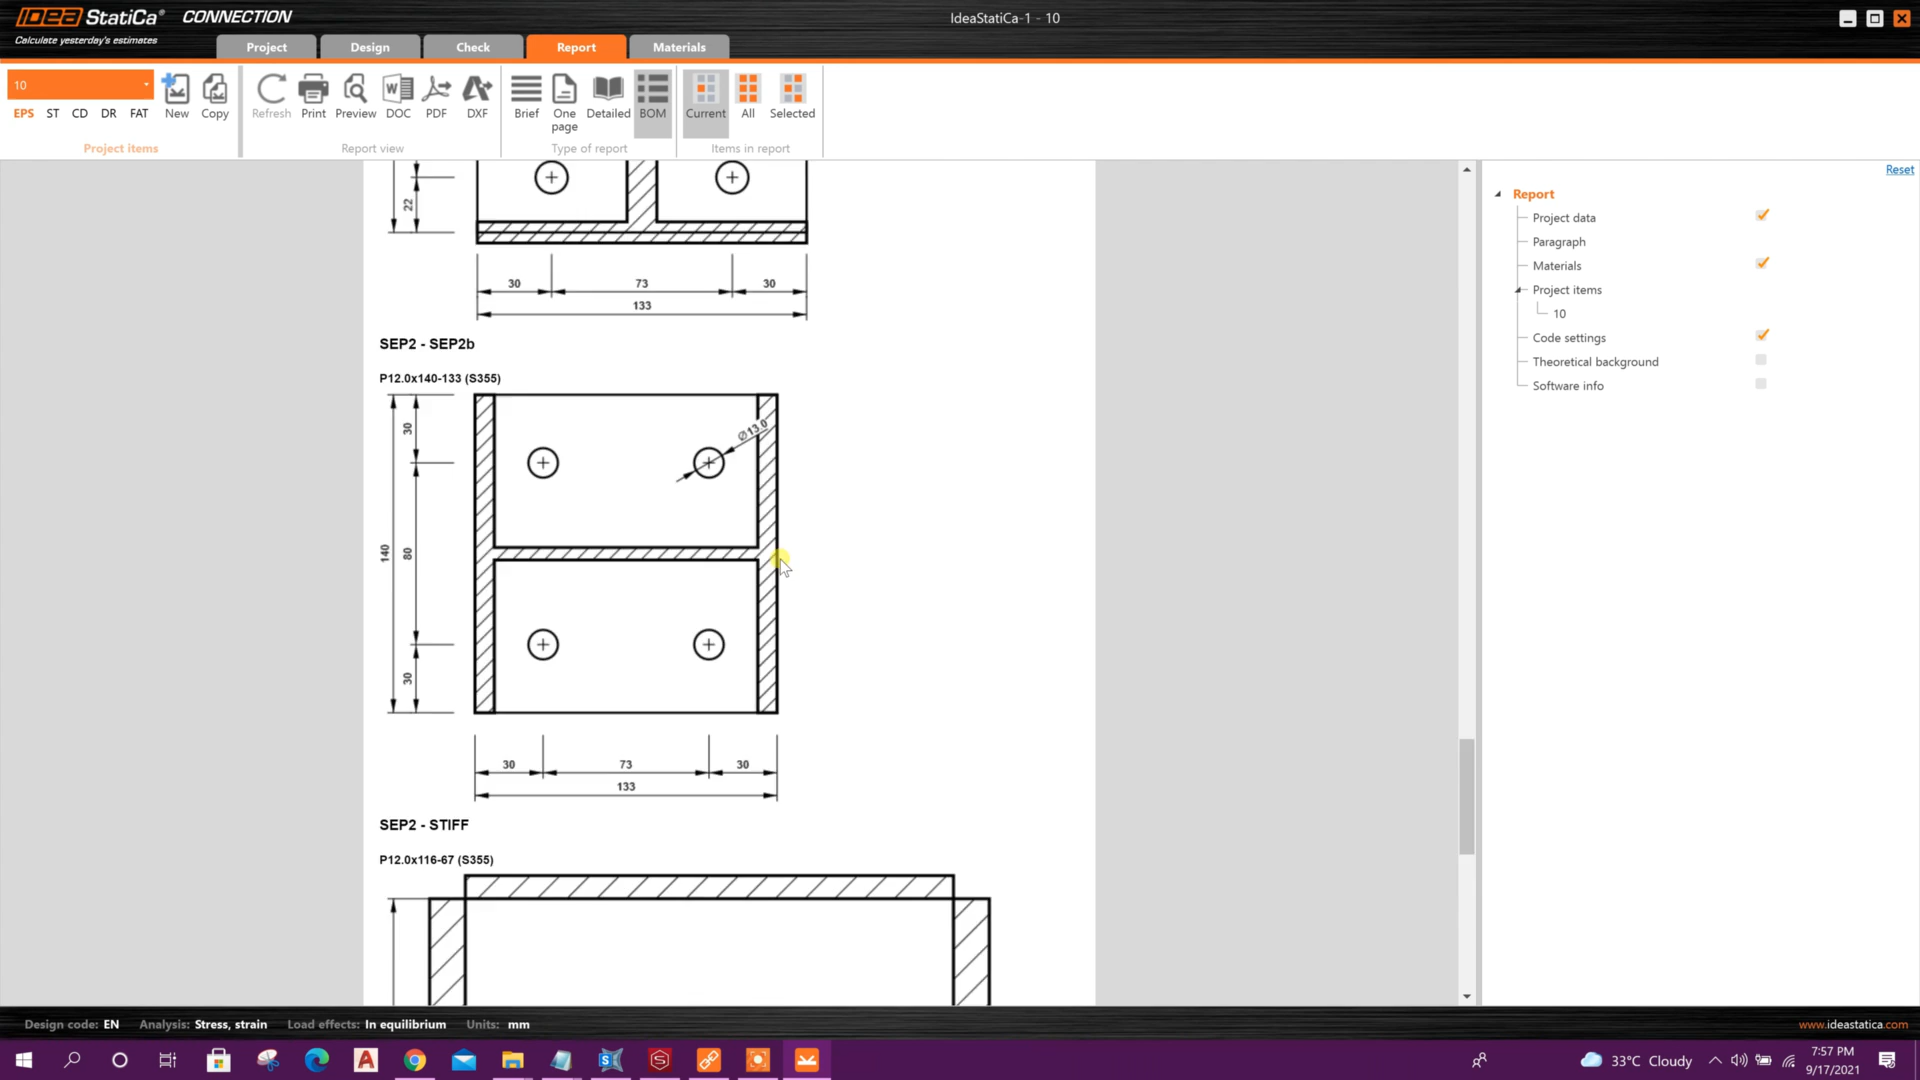 IDEA StatiCa® CONNECTION
Calculate yesterday's estimates
IdeaStatiCa-1 - 10
Project
Design
Check
Report
Materials
10
EPS ST CD DR FAT
New
Copy
Project items
Refresh
Print
Preview
DOC
PDF
DXF
Report view
Brief
One page
Detailed
BOM
Type of report
Current
All
Selected
Items in report
Reset
Report
Project data
Paragraph
Materials
Project items
10
Code settings
Theoretical background
Software info
22
30 73 30
133
SEP2 - SEP2b
P12.0x140-133 (S355)
30
Ø13.0
140
80
30
30 73 30
133
SEP2 - STIFF
P12.0x116-67 (S355)
Design code: EN Analysis: Stress, strain Load effects: In equilibrium Units: mm
www.ideastatica.com
33°C Cloudy
7:57 PM
9/17/2021